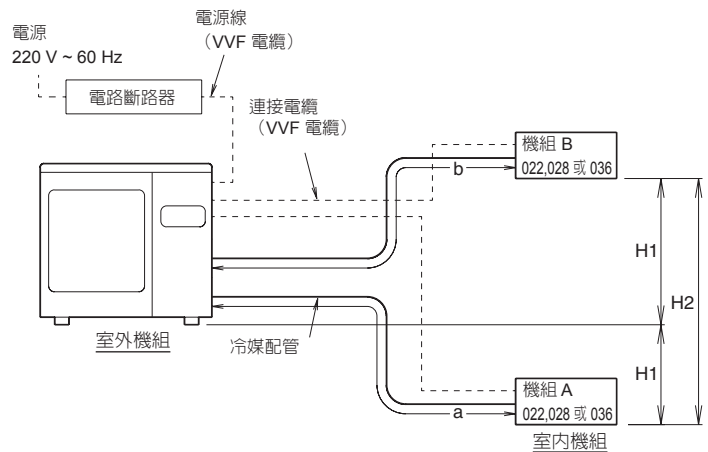 電源
220 V ~ 60 Hz
電源線
（VVF 電纜）
電路斷路器
連接電纜
（VVF 電纜）
機組 B
022,028 或 036
b
H1
H2
室外機組
冷媒配管
H1
機組 A
022,028 或 036
a
室內機組